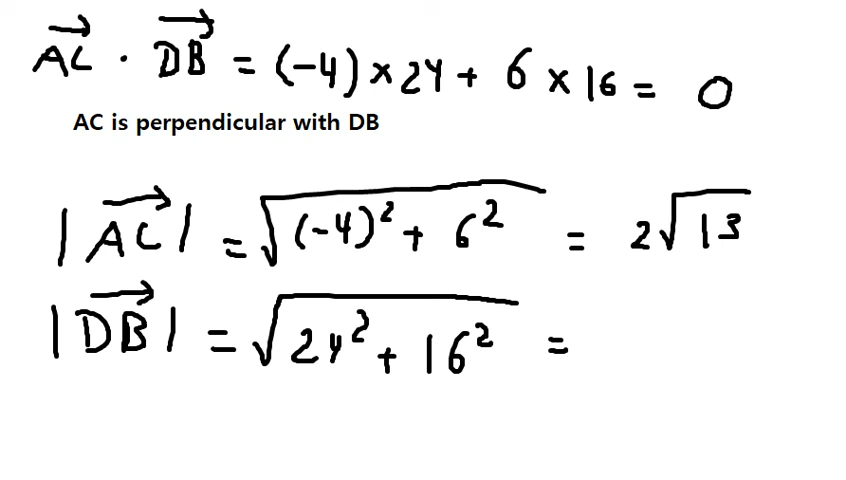 AC · DB = (-4) × 24 + 6 × 16 = 0
AC is perpendicular with DB
|AC| = √(-4)² + 6² = 2√13
|DB| = √24² + 16² =